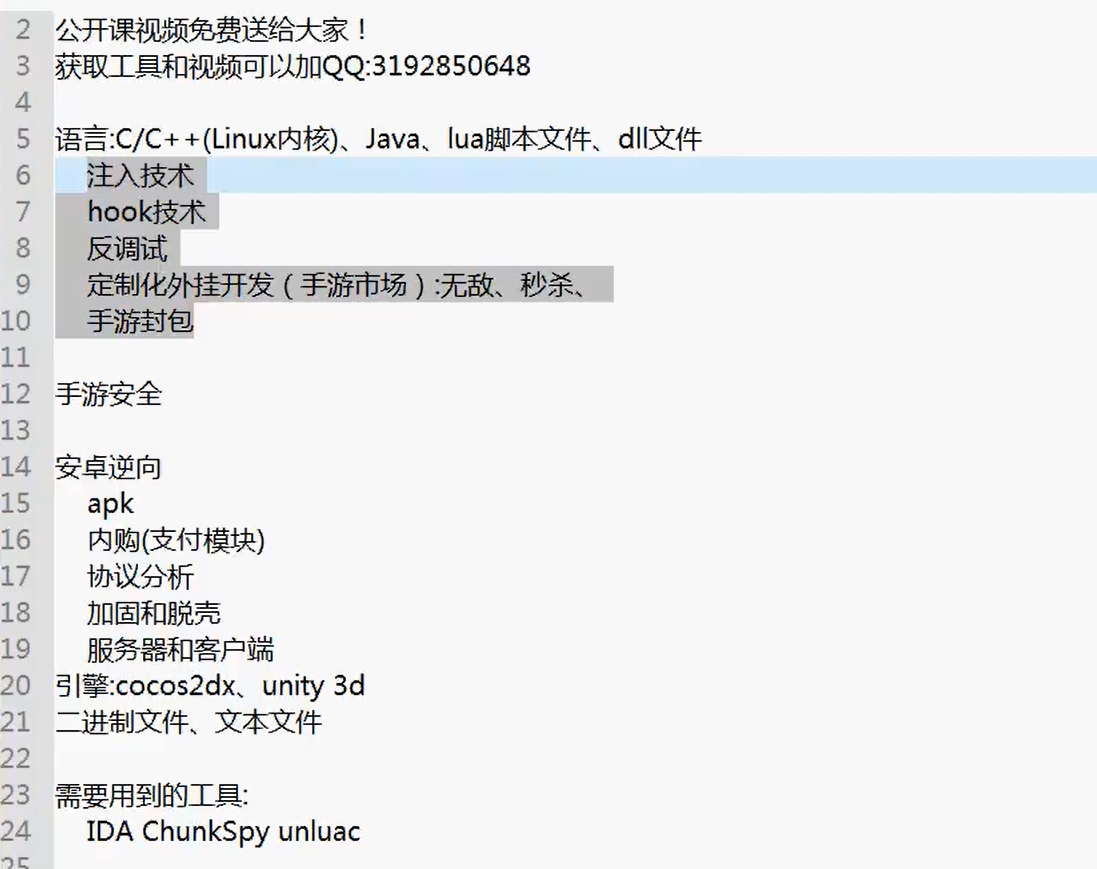 2 公开课视频免费送给大家！
3 获取工具和视频可以加QQ:3192850648
4
5 语言:C/C++(Linux内核)、Java、lua脚本文件、dll文件
6 注入技术
7 hook技术
8 反调试
9 定制化外挂开发（手游市场）:无敌、秒杀、
10 手游封包
11
12 手游安全
13
14 安卓逆向
15 apk
16 内购(支付模块)
17 协议分析
18 加固和脱壳
19 服务器和客户端
20 引擎:cocos2dx、unity 3d
21 二进制文件、文本文件
22
23 需要用到的工具:
24 IDA ChunkSpy unluac
25